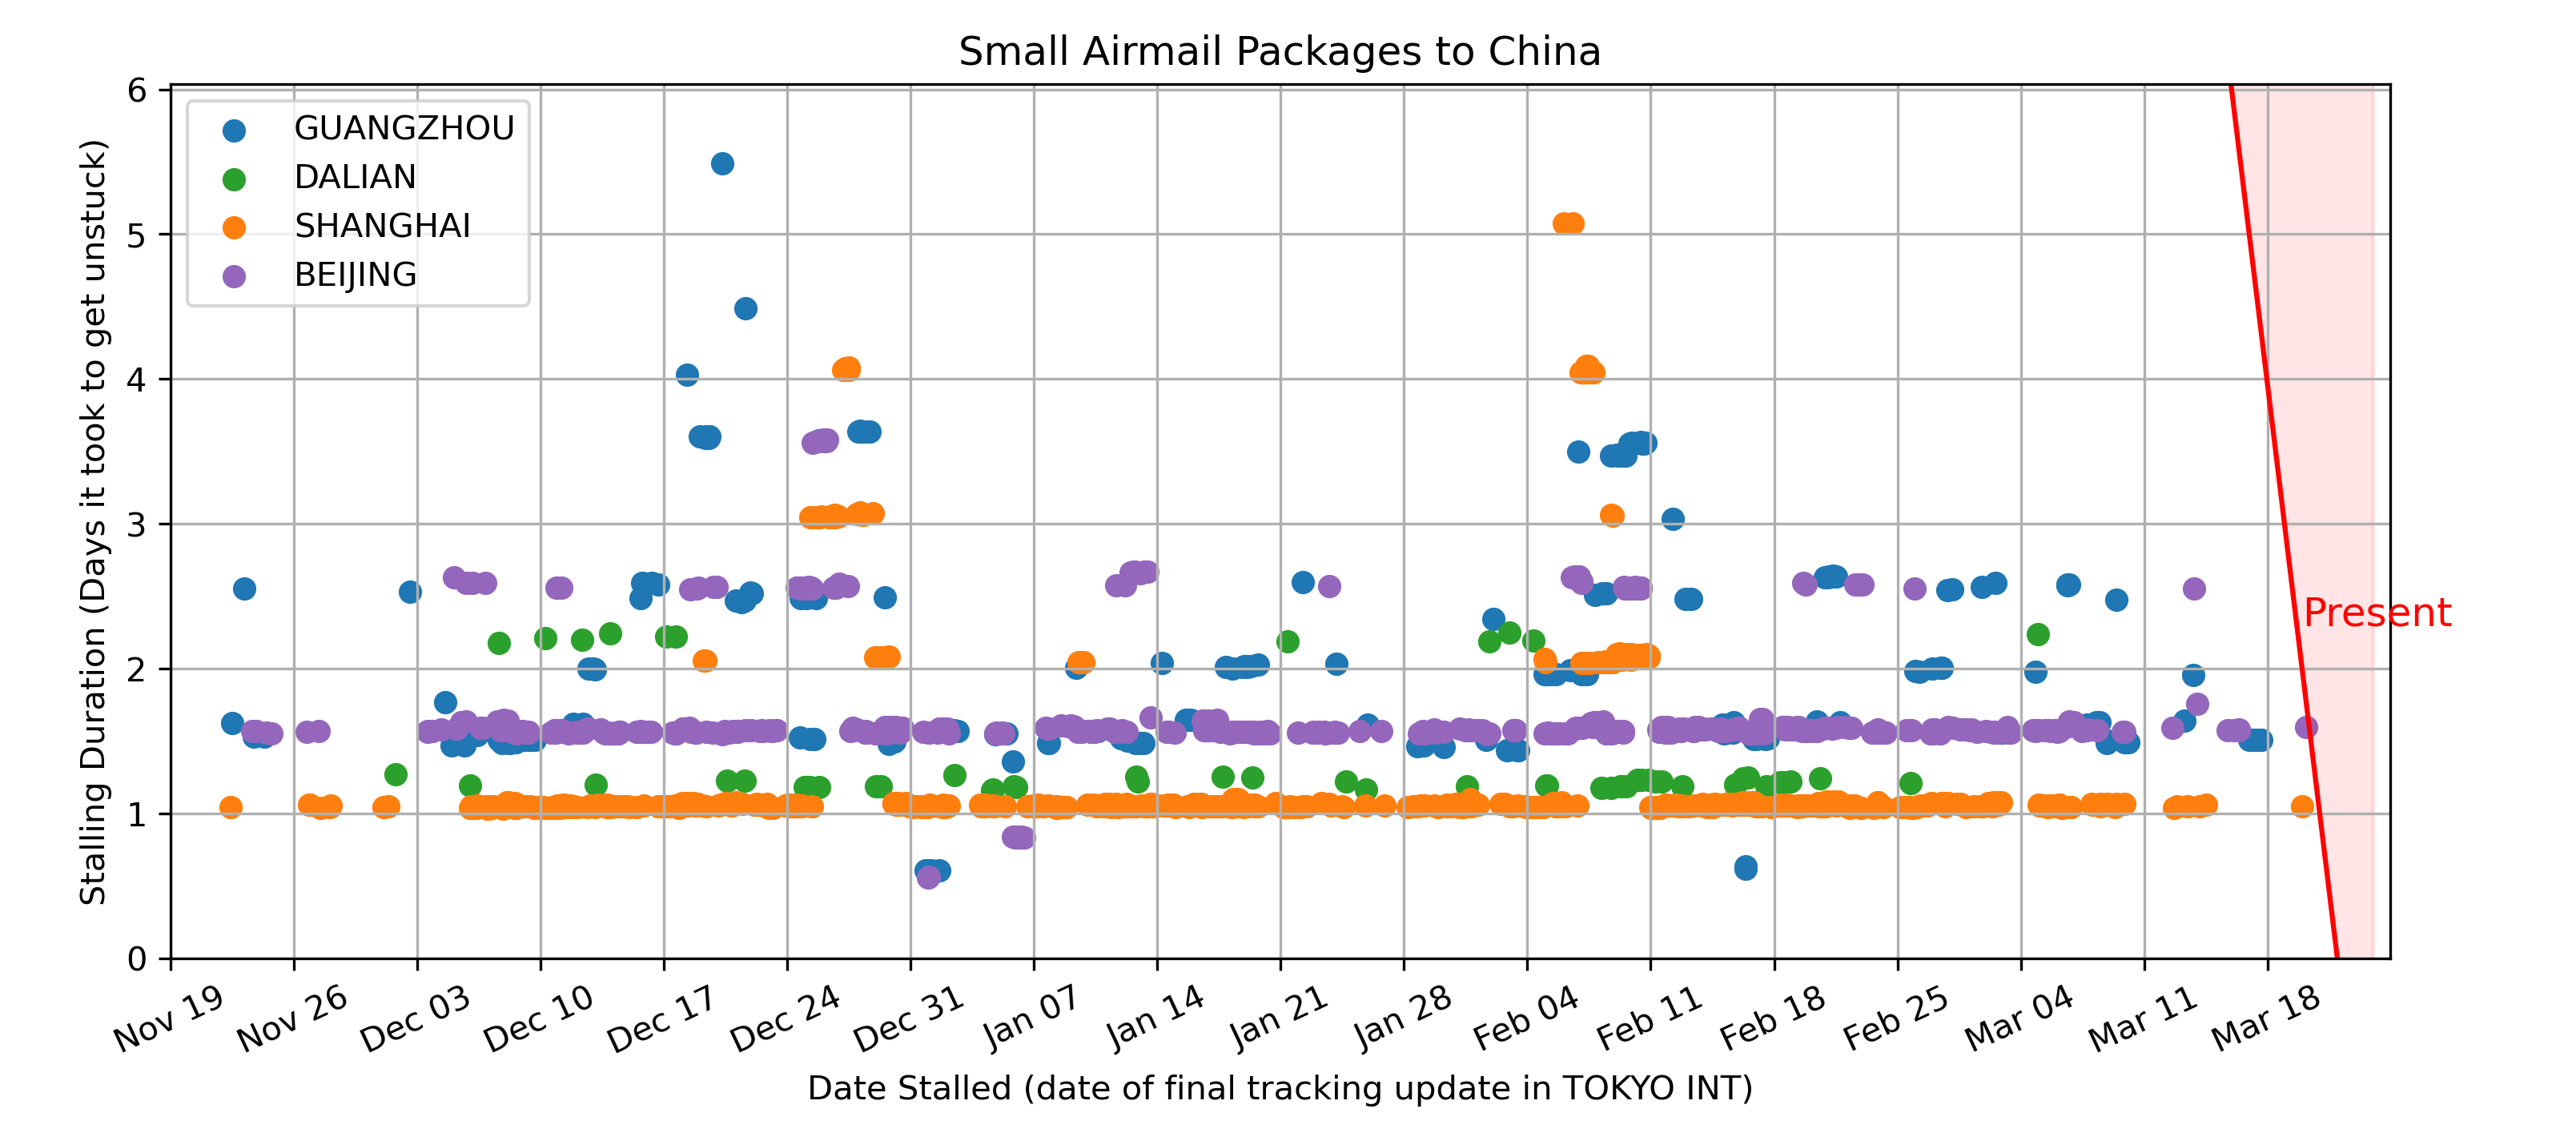 Small Airmail Packages to China
GUANGZHOU
DALIAN
SHANGHAI
BEIJING
Stalling Duration (Days it took to get unstuck)
6
5
4
3
2
1
0
Present
Nov 19
Nov 26
Dec 03
Dec 10
Dec 17
Dec 24
Dec 31
Jan 07
Jan 14
Jan 21
Jan 28
Feb 04
Feb 11
Feb 18
Feb 25
Mar 04
Mar 11
Mar 18
Date Stalled (date of final tracking update in TOKYO INT)